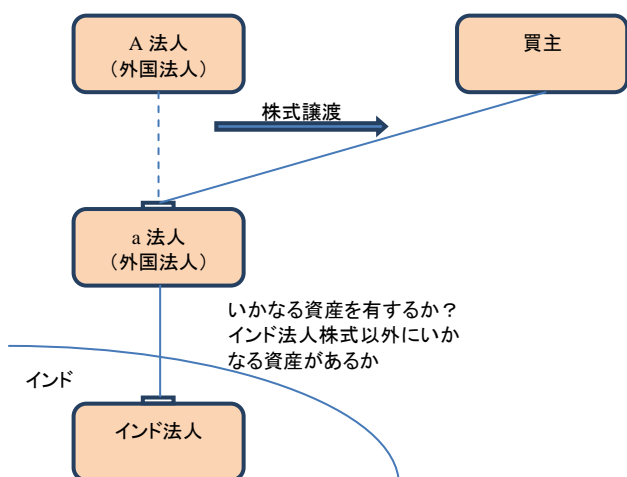 A 法人
（外国法人）
買主
株式譲渡
a 法人
（外国法人）
いかなる資産を有するか？
インド法人株式以外にいか
なる資産があるか
インド
インド法人